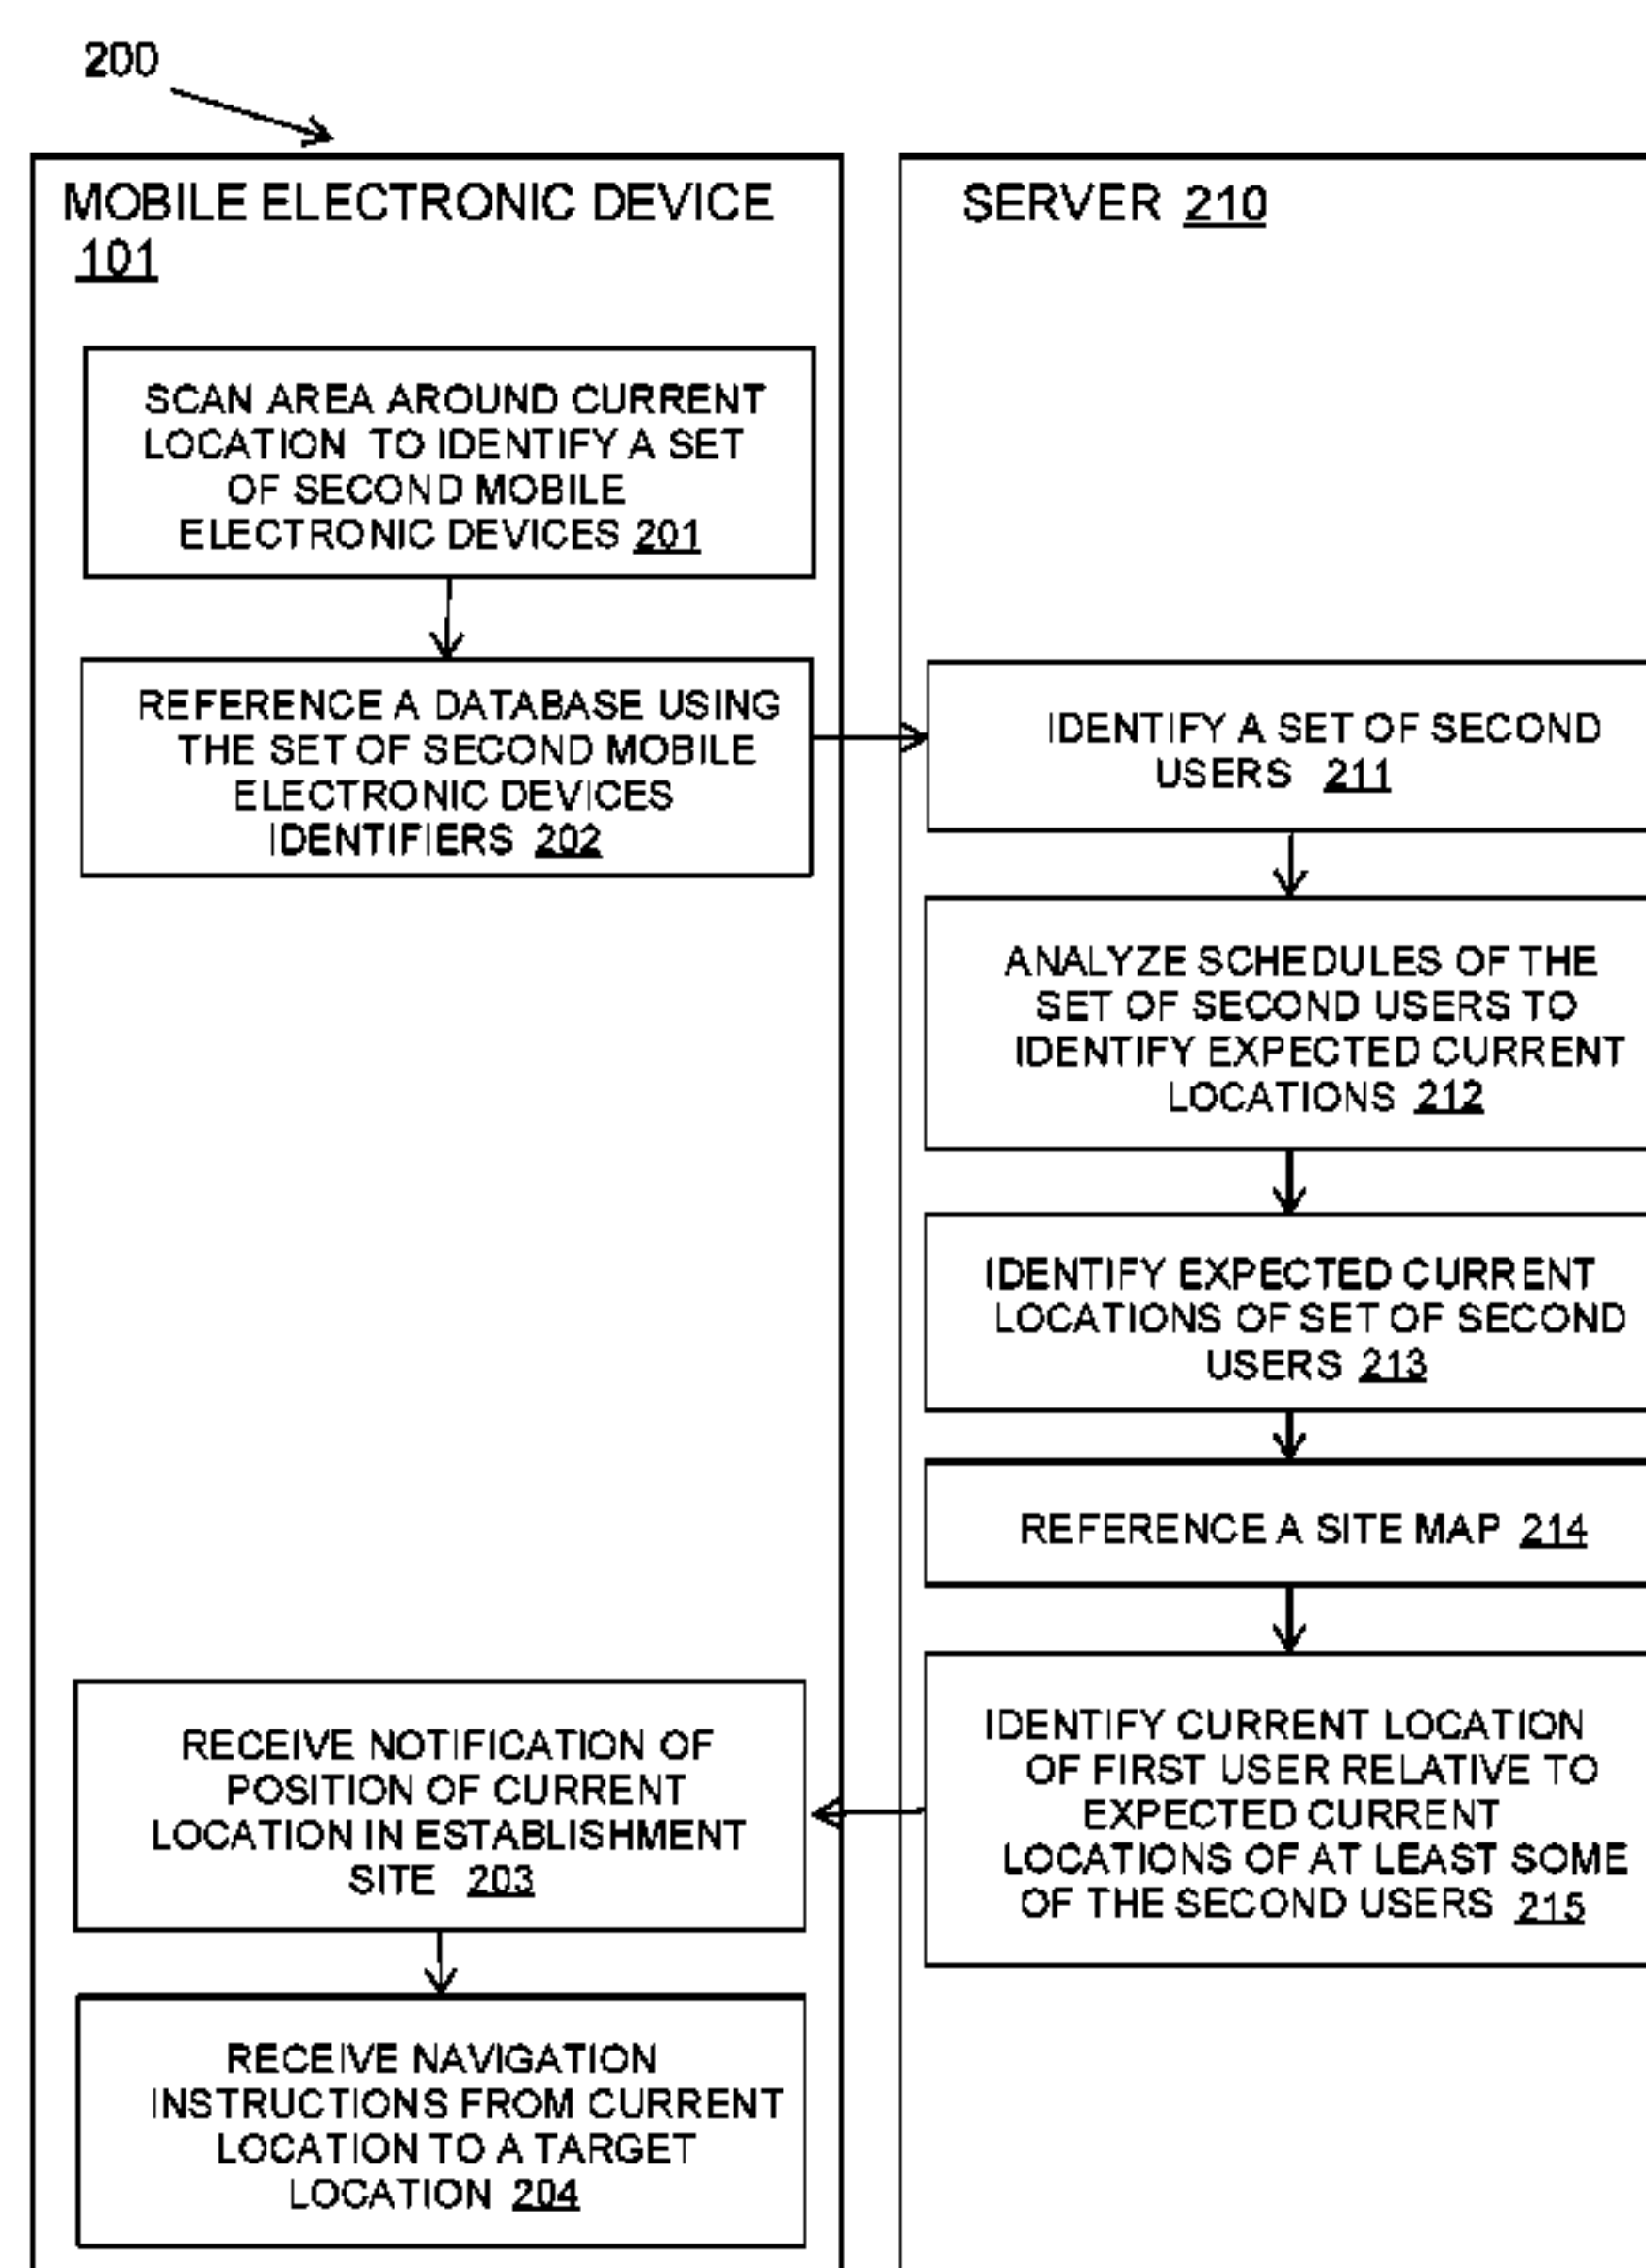 200
MOBILE ELECTRONIC DEVICE
101
SCAN AREA AROUND CURRENT
LOCATION TO IDENTIFY A SET
OF SECOND MOBILE
ELECTRONIC DEVICES 201
REFERENCE A DATABASE USING
THE SET OF SECOND MOBILE
ELECTRONIC DEVICES
IDENTIFIERS 202
RECEIVE NOTIFICATION OF
POSITION OF CURRENT
LOCATION IN ESTABLISHMENT
SITE 203
RECEIVE NAVIGATION
INSTRUCTIONS FROM CURRENT
LOCATION TO A TARGET
LOCATION 204
SERVER 210
IDENTIFY A SET OF SECOND
USERS 211
ANALYZE SCHEDULES OF THE
SET OF SECOND USERS TO
IDENTIFY EXPECTED CURRENT
LOCATIONS 212
IDENTIFY EXPECTED CURRENT
LOCATIONS OF SET OF SECOND
USERS 213
REFERENCE A SITE MAP 214
IDENTIFY CURRENT LOCATION
OF FIRST USER RELATIVE TO
EXPECTED CURRENT
LOCATIONS OF AT LEAST SOME
OF THE SECOND USERS 215